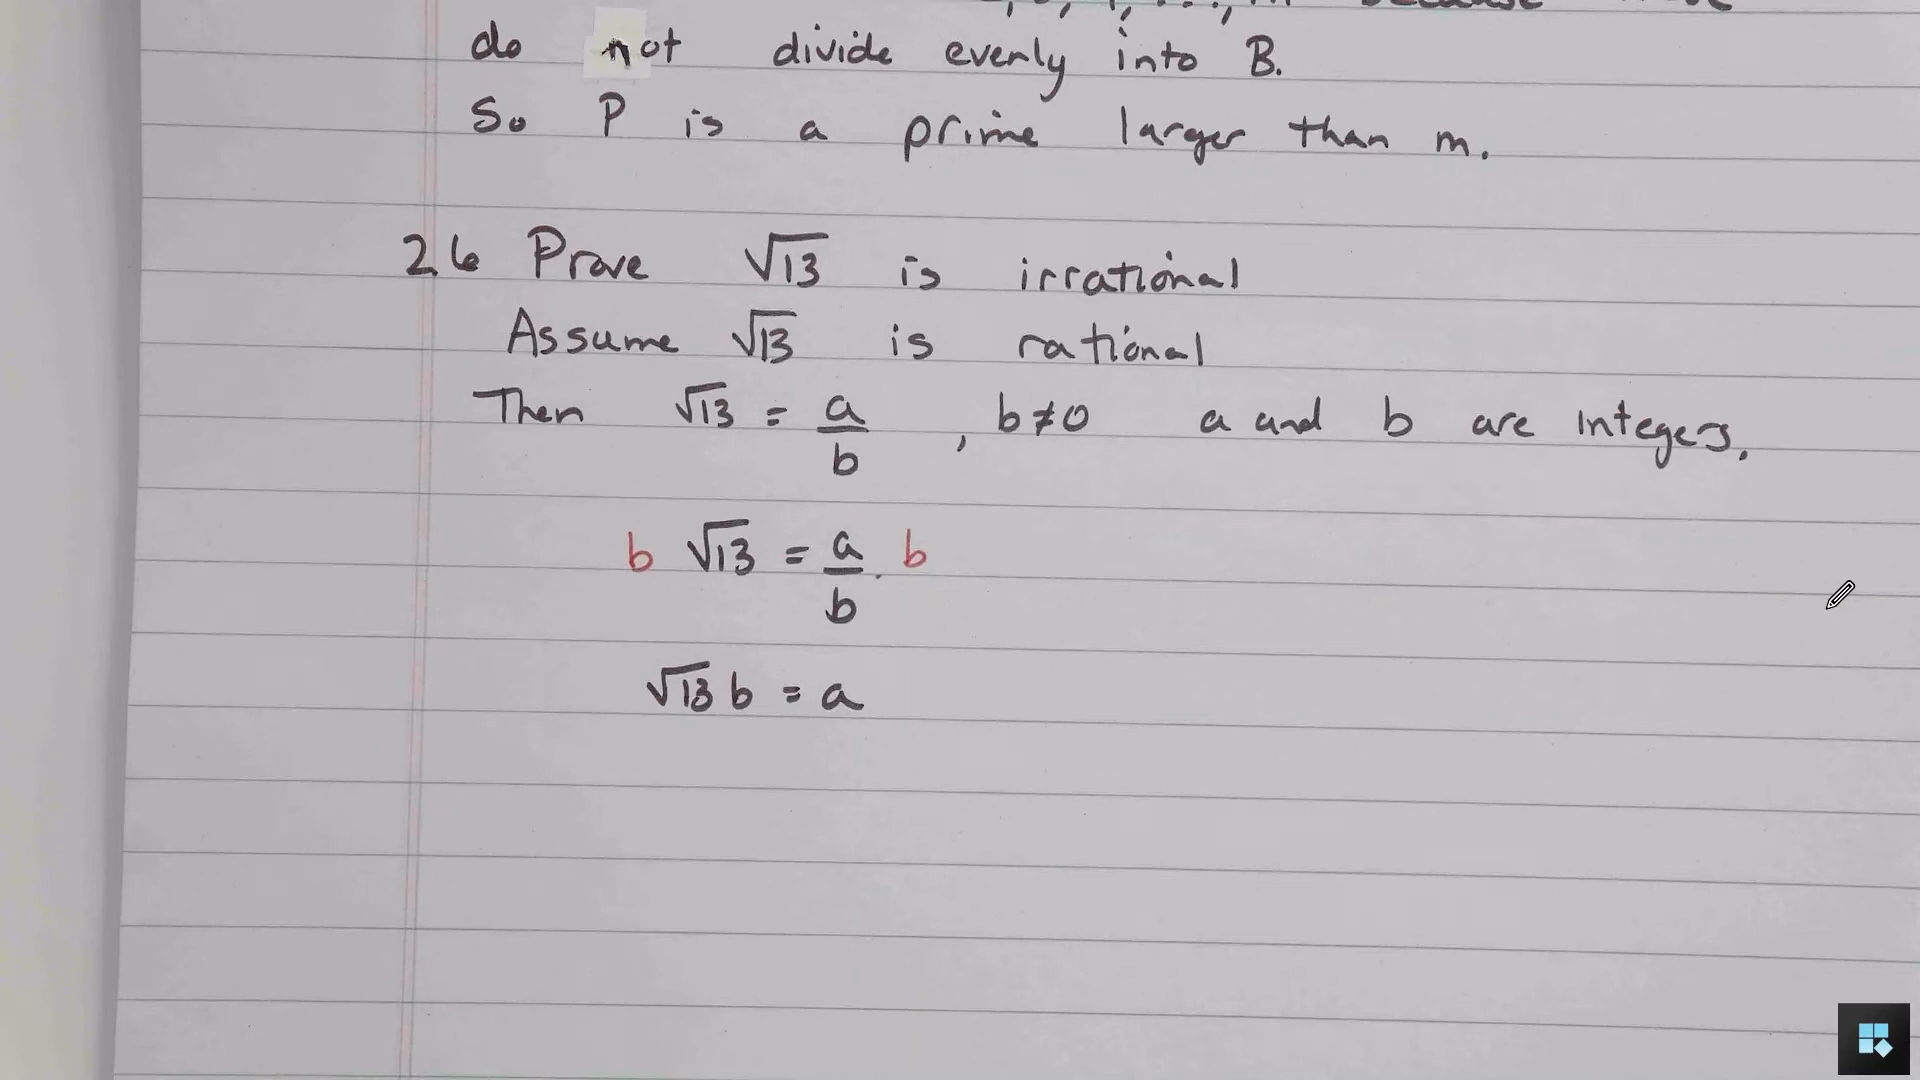 do not divide evenly into B.
So P is a prime larger than m.
2.6 Prove √13 is irrational
Assume √13 is rational
Then √13 = a/b , b≠0 a and b are integers.
b √13 = a/b · b
√13 b = a